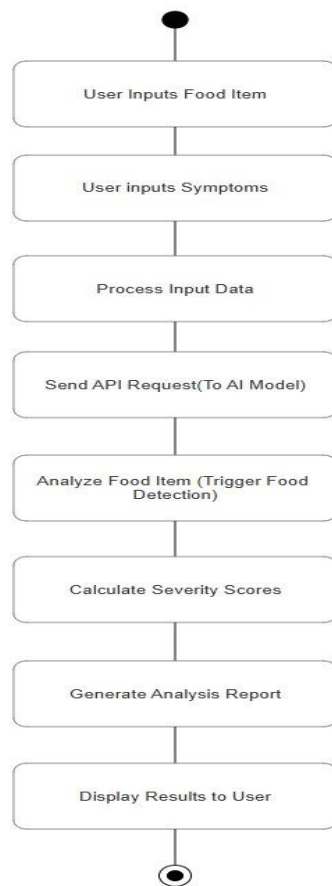 User Inputs Food Item
User inputs Symptoms
Process Input Data
Send API Request(To AI Model)
Analyze Food Item (Trigger Food
Detection)
Calculate Severity Scores
Generate Analysis Report
Display Results to User